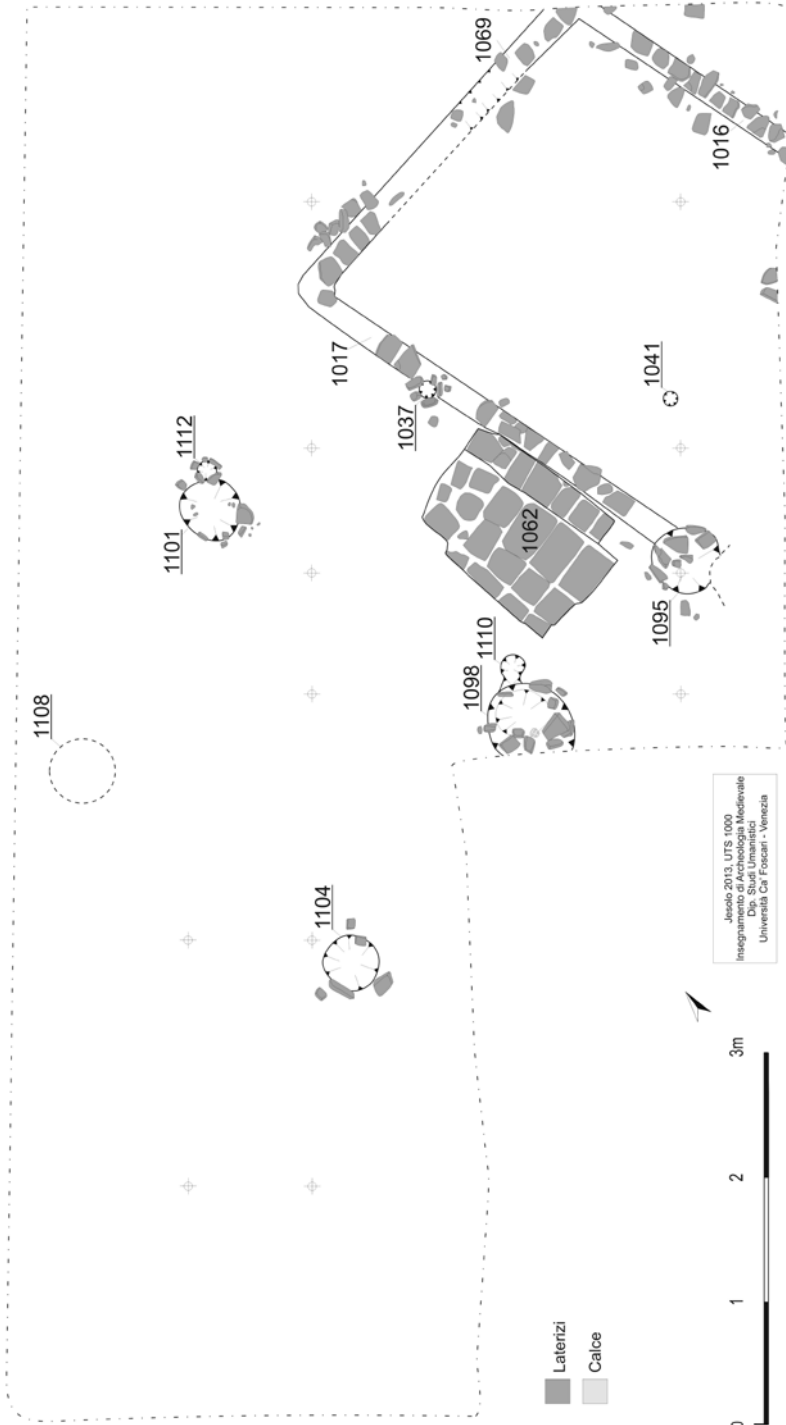 1108
1104
1101
1112
1098
1110
1062
1095
1037
1017
1041
1069
1016
Laterizi
Calce
0
1
2
3m
Jesolo 2013, UTS 1000
Insegnamento di Archeologia Medievale
Dip. Studi Umanistici
Università Ca' Foscari - Venezia